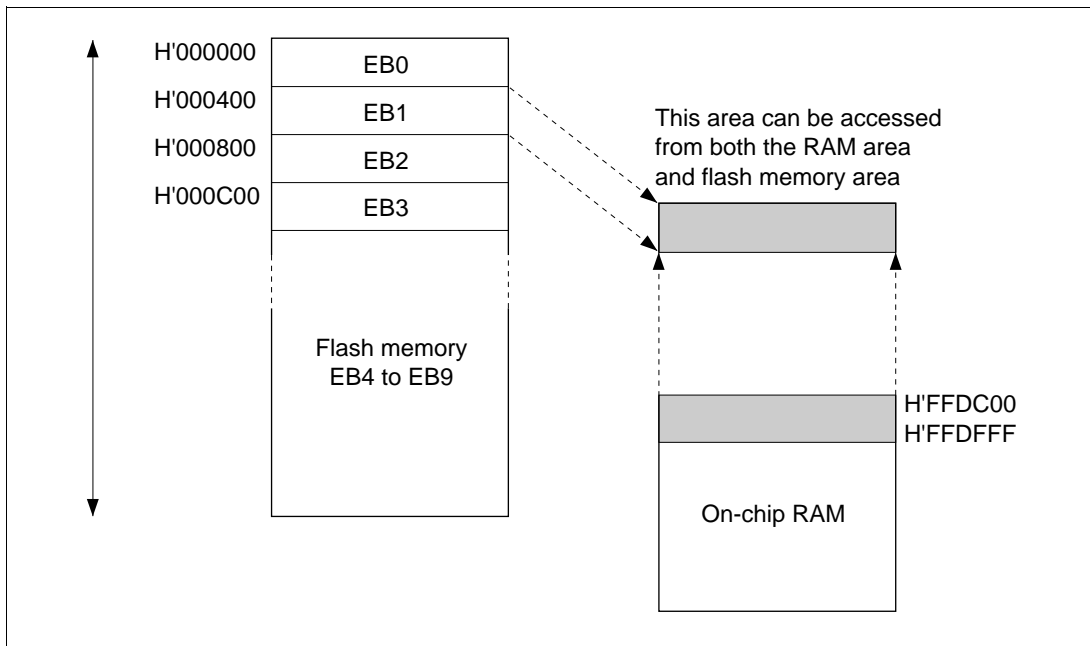 H'000000
EB0
H'000400
EB1
H'000800
EB2
H'000C00
EB3
Flash memory
EB4 to EB9
This area can be accessed
from both the RAM area
and flash memory area
H'FFDC00
H'FFDFFF
On-chip RAM